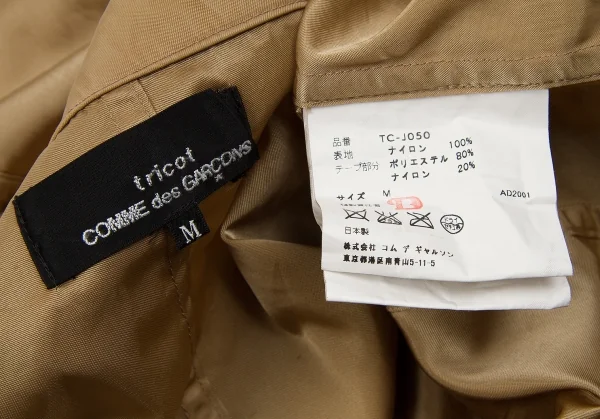 tricot
COMME des GARCONS
M
品番 TC-J050
表地 ナイロン 100%
テープ部分 ポリエステル 80%
ナイロン 20%
サイズ M
AD2001
日本製
株式会社 コム デ ギャルソン
東京都港区南青山5-11-5